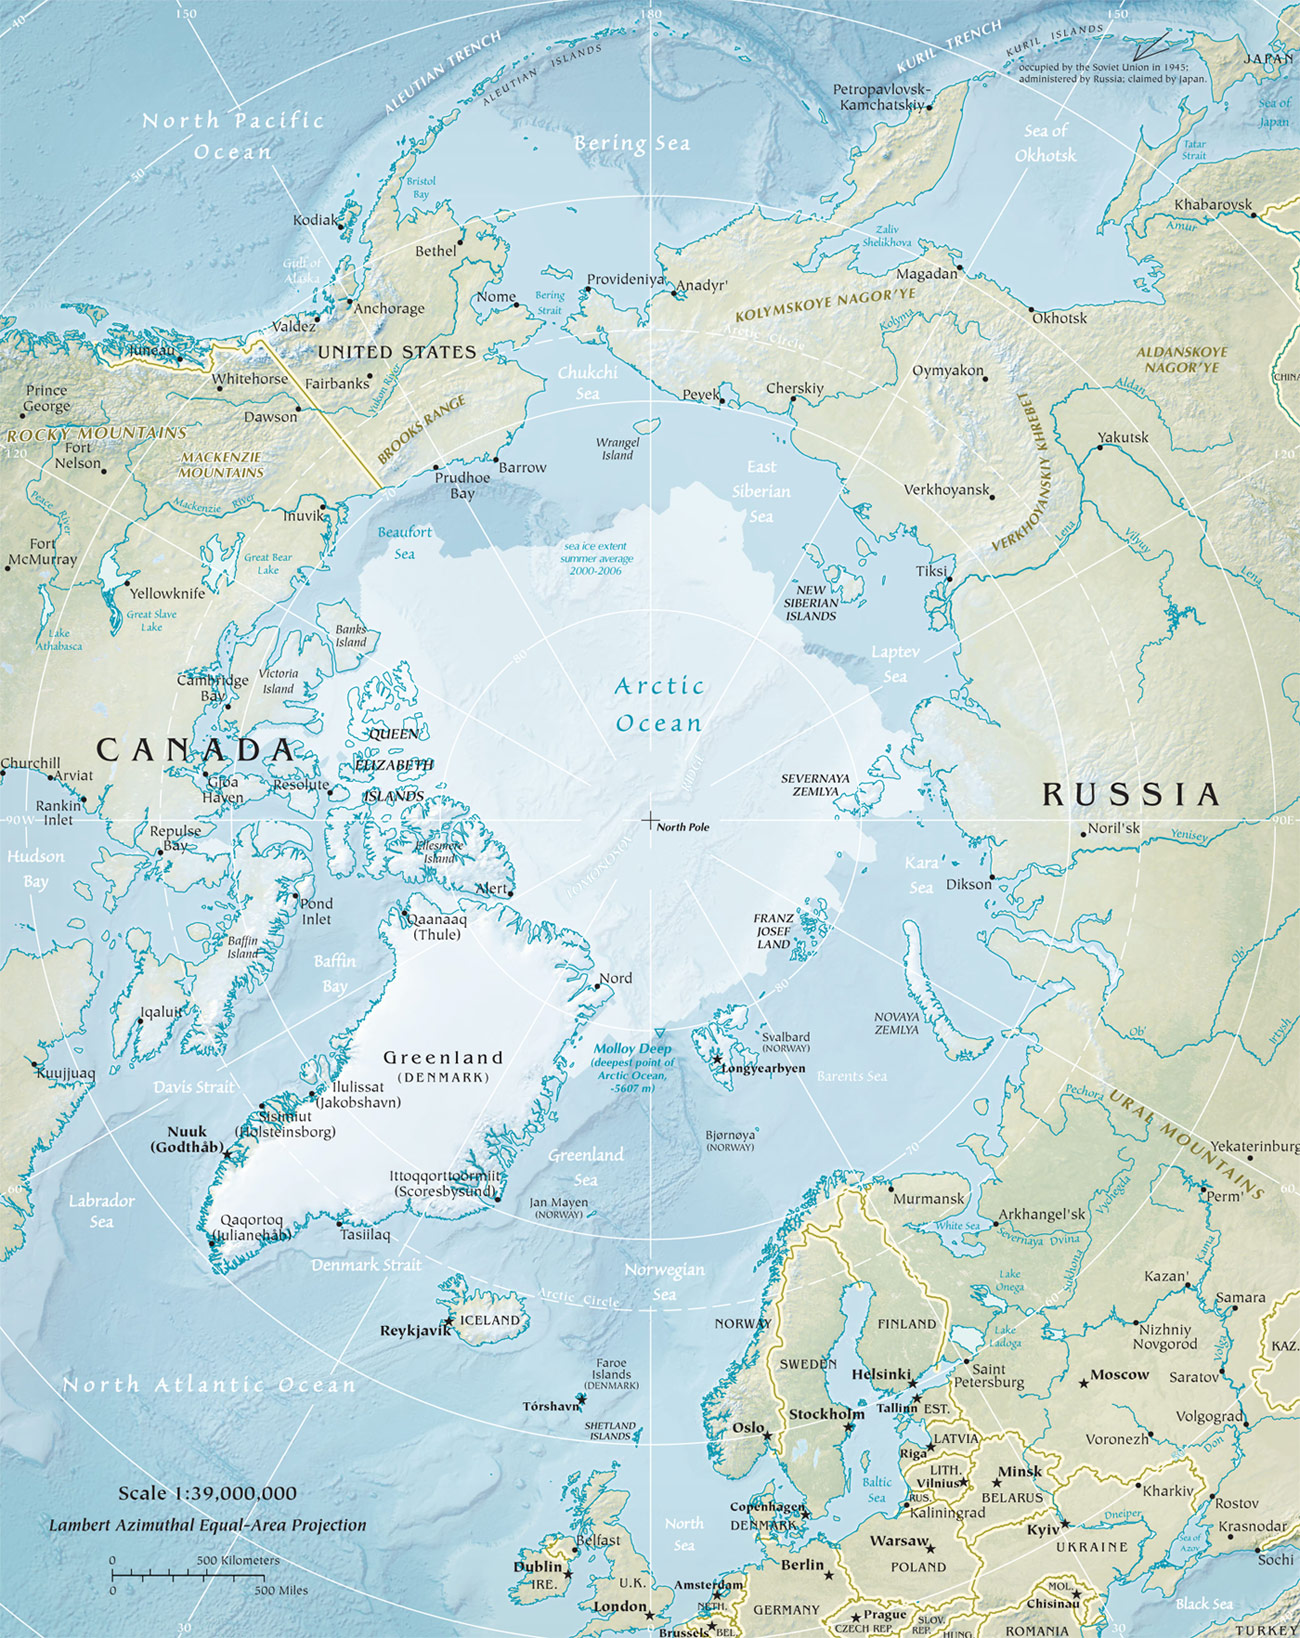 40
150
180
150
ALEUTIAN TRENCH
ALEUTIAN ISLANDS
KURIL TRENCH
KURIL ISLANDS
occupied by the Soviet Union in 1945;
administered by Russia; claimed by Japan.
JAPAN
Sea of
Japan
North Pacific
Ocean
50
Bering Sea
Petropavlovsk-
Kamchatskiy
Sea of
Okhotsk
Tatar
Strait
Khabarovsk
Amur
Bristol
Bay
Kodiak
Bethel
Gulf of
Alaska
Zaliv
Shelikhova
Magadan
Okhotsk
Anchorage
Valdez
Nome
Bering
Strait
Provideniya
Anadyr'
KOLYMSKOYE NAGOR'YE
Kolyma
Arctic Circle
ALDANSKOYE
NAGOR'YE
CHINA
Juneau
UNITED STATES
Whitehorse
Fairbanks
Yukon River
Dawson
Prince
George
ROCKY MOUNTAINS
120
Fort
Nelson
MACKENZIE
MOUNTAINS
BROOKS RANGE
Chukchi
Sea
Wrangel
Island
Pevek
Cherskiy
Oymyakon
Aldan
Yakutsk
120
VERKHOYANSKIY KHREBET
Verkhoyansk
Barrow
Prudhoe
Bay
East
Siberian
Sea
Peace River
Mackenzie River
Inuvik
70
Beaufort
Sea
sea ice extent
summer average
2000-2006
Lena
Vilyuy
Lena
Fort
McMurray
Great Bear
Lake
Yellowknife
Great Slave
Lake
Lake
Athabasca
Tiksi
NEW
SIBERIAN
ISLANDS
Laptev
Sea
Banks
Island
Victoria
Island
Cambridge
Bay
80
Arctic
Ocean
CANADA
QUEEN
ELIZABETH
ISLANDS
Churchill
Arviat
Rankin
Inlet
Gjoa
Haven
Resolute
SEVERNAYA
ZEMLYA
RUSSIA
90W
Repulse
Bay
North Pole
Noril'sk
Yenisey
90E
Hudson
Bay
Ellesmere
Island
LOMONOSOV
RIDGE
Alert
Kara
Sea
Dikson
Pond
Inlet
Qaanaaq
(Thule)
FRANZ
JOSEF
LAND
Baffin
Island
Baffin
Bay
Nord
80
Ob'
Iqaluit
NOVAYA
ZEMLYA
Ob'
Irtysh
Kuujjuaq
Davis Strait
Greenland
(DENMARK)
Molloy Deep
(deepest point of
Arctic Ocean,
-5607 m)
Svalbard
(NORWAY)
Longyearbyen
Barents Sea
Pechora
URAL MOUNTAINS
Ilulissat
(Jakobshavn)
Sisimiut
(Holsteinsborg)
Nuuk
(Godthåb)
Bjørnøya
(NORWAY)
70
Yekaterinburg
60
Labrador
Sea
Ittoqqortoormiit
(Scoresbysund)
Greenland
Sea
Jan Mayen
(NORWAY)
Murmansk
Vychegda
Perm'
60
Qaqortoq
(Julianehåb)
Tasiilaq
Denmark Strait
White Sea
Arkhangel'sk
Severnaya Dvina
Sukhona
Kama
Norwegian
Sea
Arctic Circle
Lake
Onega
60
Kazan'
Samara
ICELAND
Reykjavík
NORWAY
FINLAND
Lake
Ladoga
Nizhniy
Novgorod
Volga
KAZ.
Faroe
Islands
(DENMARK)
SWEDEN
Helsinki
Saint
Petersburg
Moscow
Saratov
North Atlantic Ocean
Tórshavn
SHETLAND
ISLANDS
Oslo
Stockholm
Tallinn
EST.
Volgograd
Riga
LATVIA
Voronezh
Don
Scale 1:39,000,000
Lambert Azimuthal Equal-Area Projection
Baltic
Sea
LITH.
Vilnius
Minsk
BELARUS
Kharkiv
Rostov
Copenhagen
DENMARK
RUS.
Kaliningrad
Dneiper
North
Sea
Kyiv
UKRAINE
Sea of
Azov
Krasnodar
Sochi
0
500 Kilometers
0
500 Miles
Belfast
Dublin
IRE.
U.K.
London
Amsterdam
NETH.
Brussels
BEL.
Berlin
GERMANY
Warsaw
POLAND
Prague
CZECH REP.
SLOV.
REP.
HUNG.
MOL.
Chisinau
ROMANIA
Black Sea
TURKEY
30
0
30